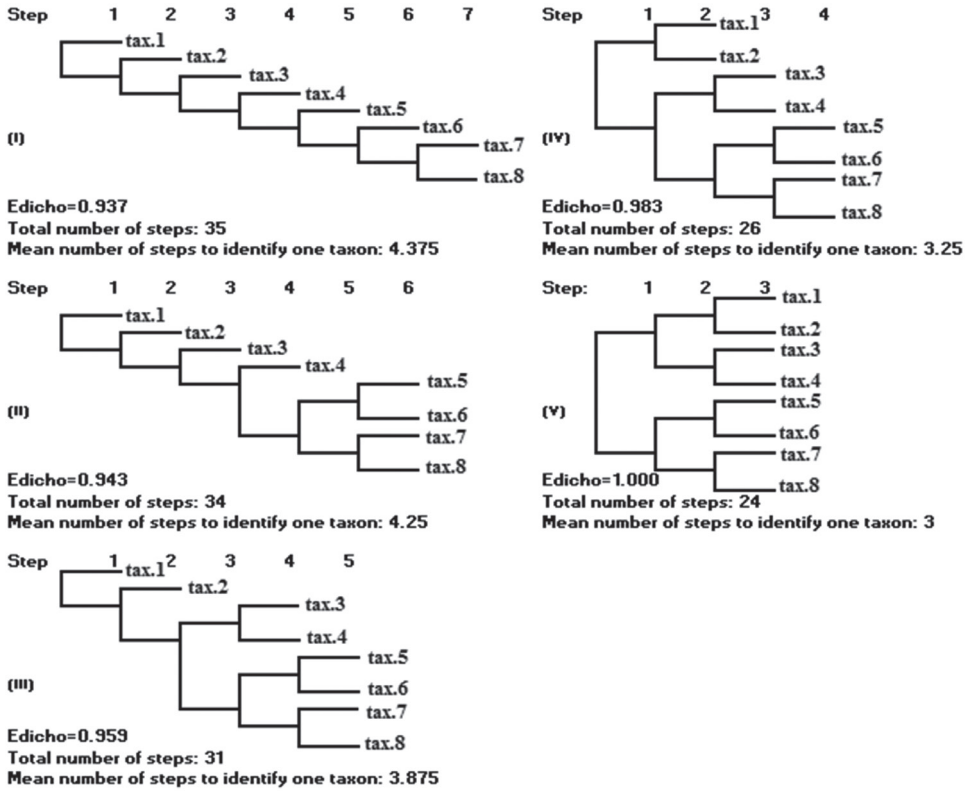 Step 1 2 3 4 5 6 7
tax.1
tax.2
tax.3
tax.4
tax.5
tax.6
tax.7
tax.8
(I)
Edicho=0.937
Total number of steps: 35
Mean number of steps to identify one taxon: 4.375
Step 1 2 3 4 5 6
tax.1
tax.2
tax.3
tax.4
tax.5
tax.6
tax.7
tax.8
(II)
Edicho=0.943
Total number of steps: 34
Mean number of steps to identify one taxon: 4.25
Step 1 2 3 4 5
tax.1
tax.2
tax.3
tax.4
tax.5
tax.6
tax.7
tax.8
(III)
Edicho=0.959
Total number of steps: 31
Mean number of steps to identify one taxon: 3.875
Step 1 2 3 4
tax.1
tax.2
tax.3
tax.4
tax.5
tax.6
tax.7
tax.8
(IV)
Edicho=0.983
Total number of steps: 26
Mean number of steps to identify one taxon: 3.25
Step: 1 2 3
tax.1
tax.2
tax.3
tax.4
tax.5
tax.6
tax.7
tax.8
(V)
Edicho=1.000
Total number of steps: 24
Mean number of steps to identify one taxon: 3